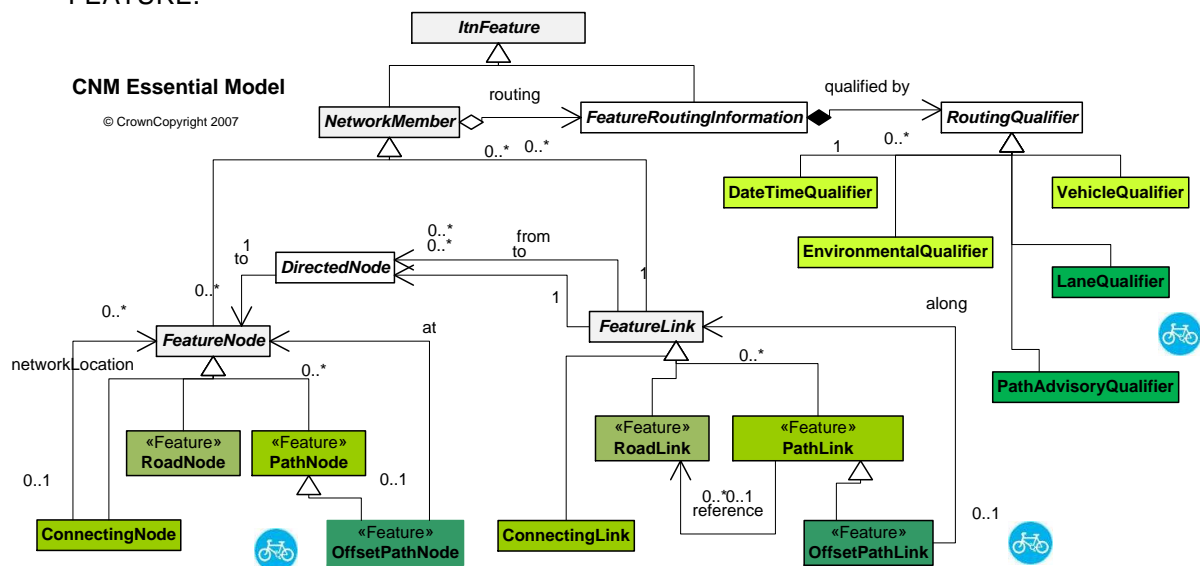 FEATURE.
ItnFeature
CNM Essential Model
© CrownCopyright 2007
routing
qualified by
NetworkMember
FeatureRoutingInformation
RoutingQualifier
0..*
0..*
0..*
1
DateTimeQualifier
VehicleQualifier
EnvironmentalQualifier
LaneQualifier
PathAdvisoryQualifier
0..*
0..*
from
to
1
to
DirectedNode
0..*
1
1
0..*
FeatureNode
at
FeatureLink
along
networkLocation
0..*
0..*
«Feature»
RoadNode
«Feature»
PathNode
«Feature»
RoadLink
«Feature»
PathLink
0..1
0..1
0..*
0..1
reference
0..1
ConnectingNode
«Feature»
OffsetPathNode
ConnectingLink
«Feature»
OffsetPathLink